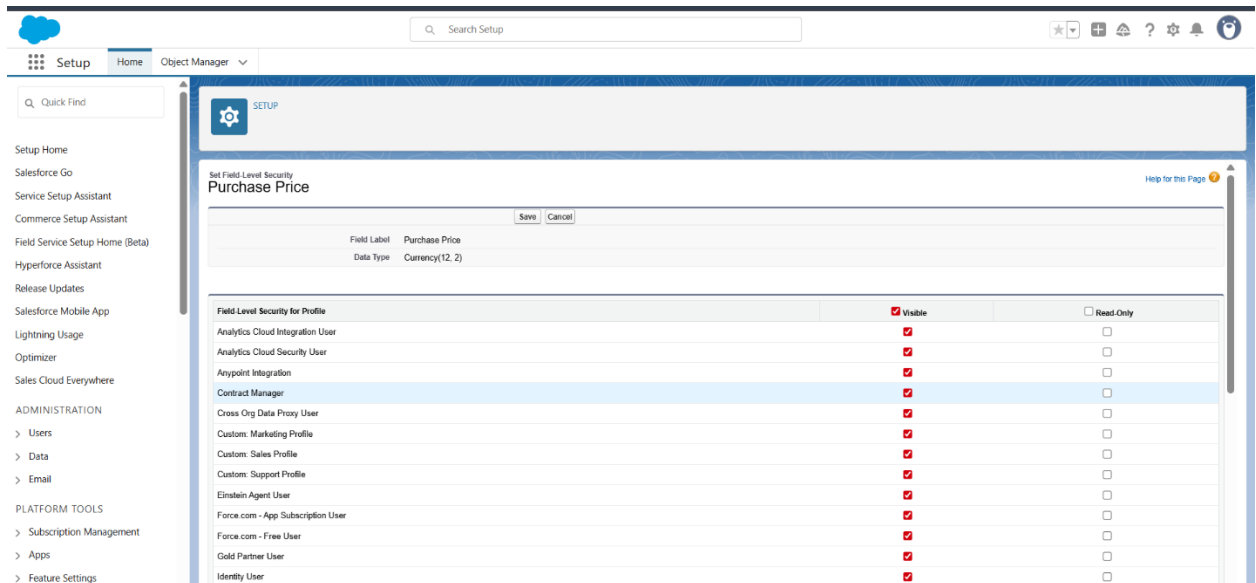 Search Setup
Setup
Home
Object Manager
Quick Find
Setup Home
Salesforce Go
Service Setup Assistant
Commerce Setup Assistant
Field Service Setup Home (Beta)
Hyperforce Assistant
Release Updates
Salesforce Mobile App
Lightning Usage
Optimizer
Sales Cloud Everywhere
ADMINISTRATION
Users
Data
Email
PLATFORM TOOLS
Subscription Management
Apps
Feature Settings
SETUP
Set Field-Level Security
Purchase Price
Help for this Page
Save Cancel
Field Label Purchase Price
Data Type Currency(12, 2)
Field-Level Security for Profile Visible Read-Only
Analytics Cloud Integration User
Analytics Cloud Security User
Anypoint Integration
Contract Manager
Cross Org Data Proxy User
Custom: Marketing Profile
Custom: Sales Profile
Custom: Support Profile
Einstein Agent User
Force.com - App Subscription User
Force.com - Free User
Gold Partner User
Identity User